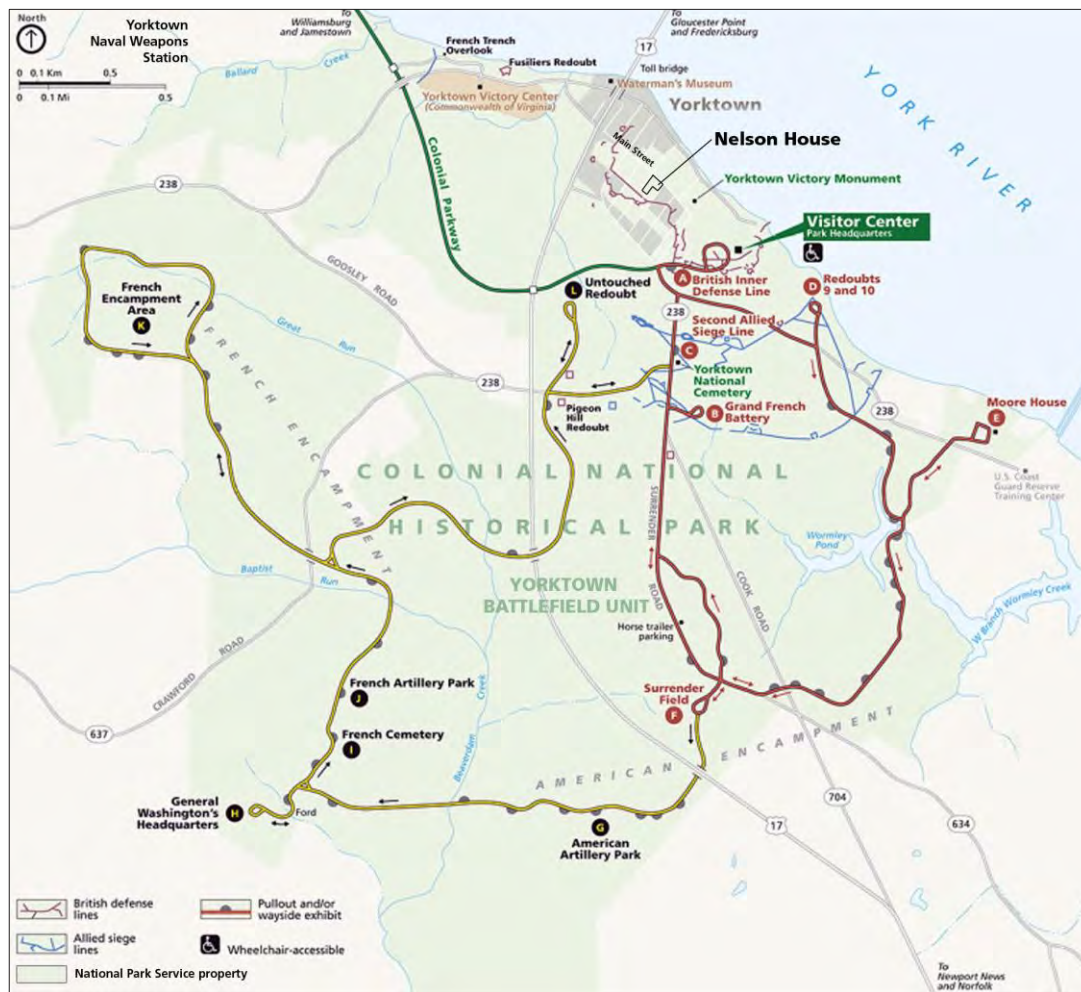 North
0 0.1 Km 0.5
0 0.1 Mi 0.5
Yorktown
Naval Weapons
Station
To
Williamsburg
and Jamestown
French Trench
Overlook
Fusiliers Redoubt
17
To
Gloucester Point
and Fredericksburg
Toll bridge
Waterman's Museum
Ballard Creek
Yorktown Victory Center
(Commonwealth of Virginia)
Yorktown
YORK RIVER
Main Street
Nelson House
Colonial Parkway
Yorktown Victory Monument
238
Visitor Center
Park Headquarters
GOOSLEY ROAD
French
Encampment
Area
K
Untouched
Redoubt
L
A
British Inner
Defense Line
D
Redoubts
9 and 10
238
Second Allied
Siege Line
C
Great Run
FRENCH ENCAMPMENT
238
Yorktown
National
Cemetery
Pigeon
Hill
Redoubt
B
Grand French
Battery
238
Moore House
E
U.S. Coast
Guard Reserve
Training Center
COLONIAL NATIONAL
HISTORICAL PARK
SURRENDER ROAD
Wormley
Pond
Baptist Run
YORKTOWN
BATTLEFIELD UNIT
COOK ROAD
W Branch Wormley Creek
Horse trailer
parking
CRAWFORD ROAD
French Artillery Park
J
Surrender
Field
F
637
French Cemetery
I
Beaverdam Creek
AMERICAN ENCAMPMENT
General
Washington's
Headquarters
H
Ford
G
American
Artillery Park
704
17
634
British defense
lines
Pullout and/or
wayside exhibit
Allied siege
lines
Wheelchair-accessible
National Park Service property
To
Newport News
and Norfolk